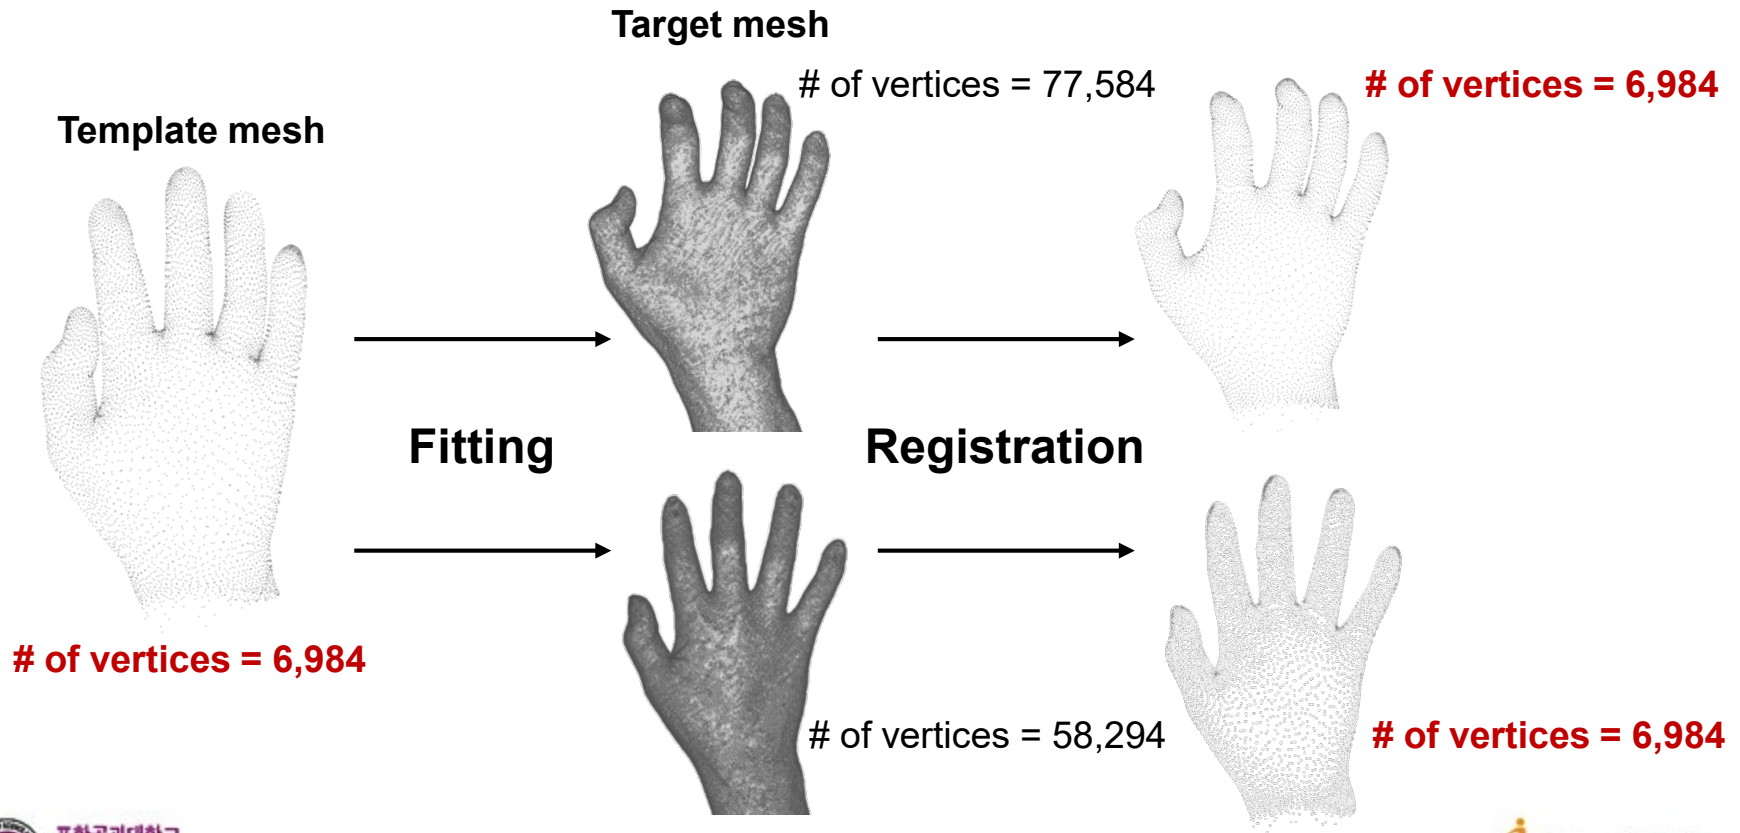 Target mesh
# of vertices = 77,584
# of vertices = 6,984
Template mesh
Fitting
Registration
# of vertices = 6,984
# of vertices = 58,294
# of vertices = 6,984